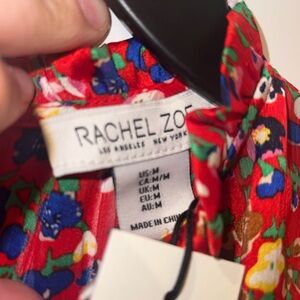 RACHEL ZOE
LOS ANGELES NEW YORK
US:M
CA:M/M
UK:M
EU:M
AU:M
MADE IN CHINA